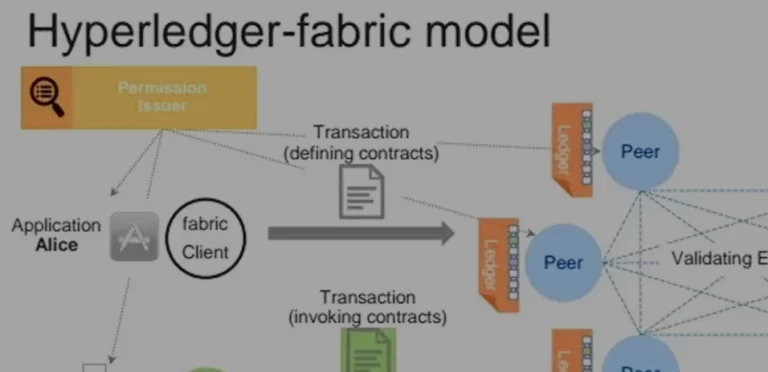 Hyperledger-fabric model
Permission
Issuer
Transaction
(defining contracts)
Ledger
Peer
Application
Alice
fabric
Client
Ledger
Peer
Validating E
Transaction
(invoking contracts)
Ledger
Peer